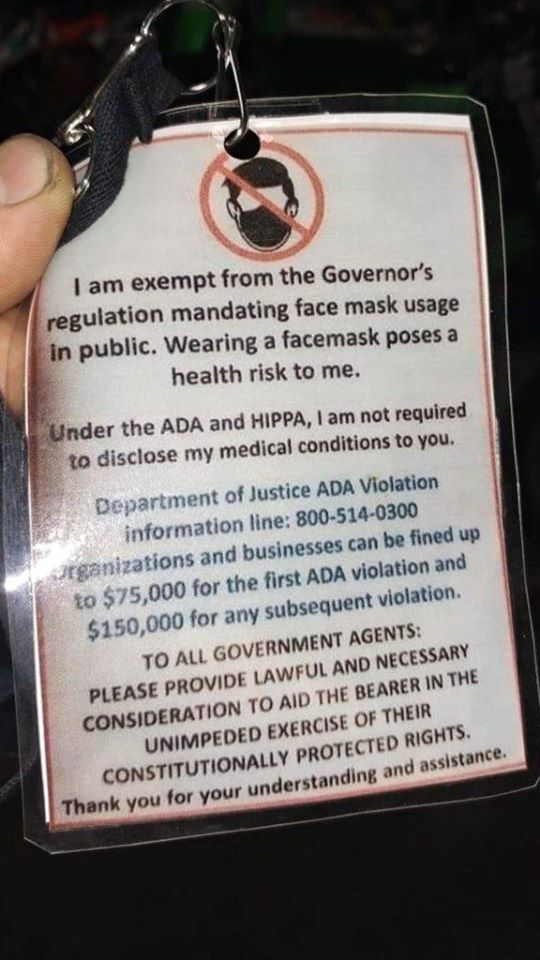 I am exempt from the Governor's
regulation mandating face mask usage
in public. Wearing a facemask poses a
health risk to me.
Under the ADA and HIPPA, I am not required
to disclose my medical conditions to you.
Department of Justice ADA Violation
information line: 800-514-0300
organizations and businesses can be fined up
to $75,000 for the first ADA violation and
$150,000 for any subsequent violation.
TO ALL GOVERNMENT AGENTS:
PLEASE PROVIDE LAWFUL AND NECESSARY
CONSIDERATION TO AID THE BEARER IN THE
UNIMPEDED EXERCISE OF THEIR
CONSTITUTIONALLY PROTECTED RIGHTS.
Thank you for your understanding and assistance.